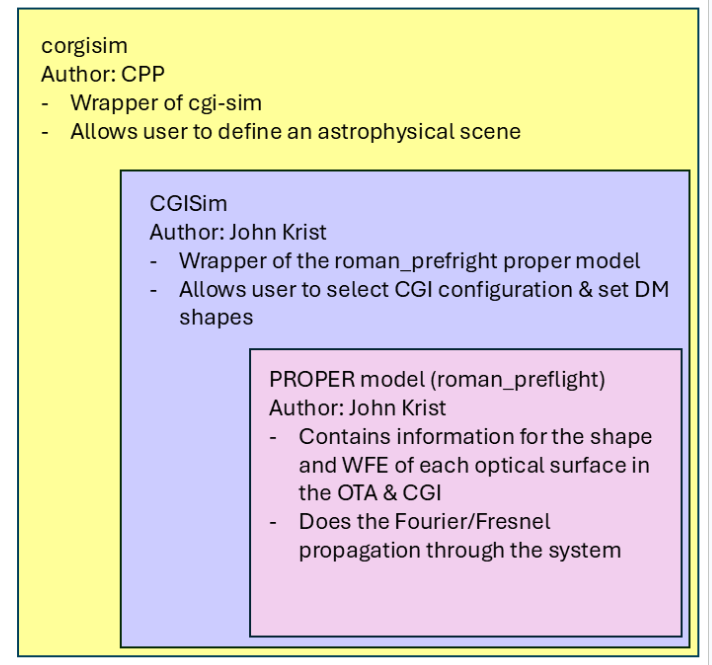 corgisim
Author: CPP
- Wrapper of cgi-sim
- Allows user to define an astrophysical scene
CGISim
Author: John Krist
- Wrapper of the roman_prefright proper model
- Allows user to select CGI configuration & set DM
shapes
PROPER model (roman_preflight)
Author: John Krist
- Contains information for the shape
and WFE of each optical surface in
the OTA & CGI
- Does the Fourier/Fresnel
propagation through the system